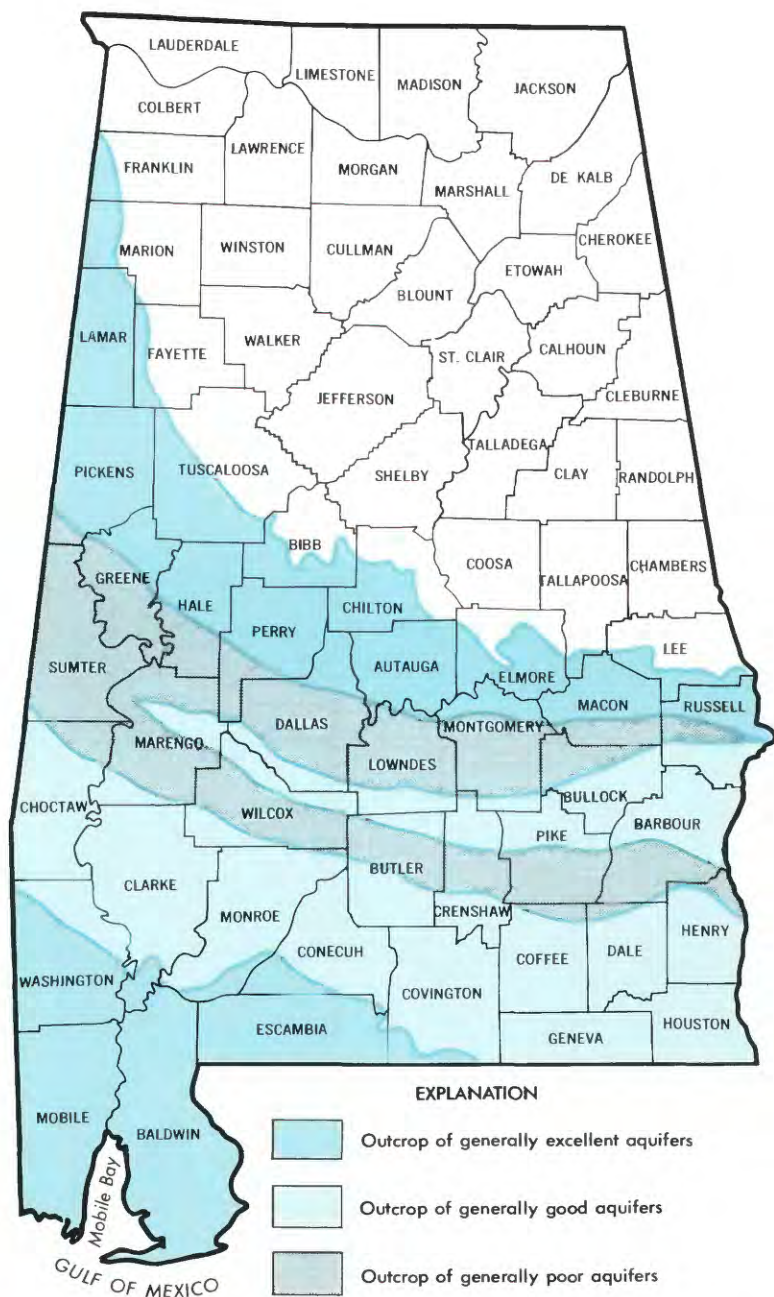 LAUDERDALE
LIMESTONE
MADISON
JACKSON
COLBERT
LAWRENCE
FRANKLIN
MORGAN
MARSHALL
DE KALB
MARION
WINSTON
CULLMAN
CHEROKEE
ETOWAH
BLOUNT
LAMAR
FAYETTE
WALKER
ST. CLAIR
CALHOUN
CLEBURNE
JEFFERSON
TALLADEGA
PICKENS
TUSCALOOSA
SHELBY
CLAY
RANDOLPH
BIBB
COOSA
CHAMBERS
TALLAPOOSA
GREENE
HALE
CHILTON
PERRY
LEE
SUMTER
AUTAUGA
ELMORE
MACON
RUSSELL
DALLAS
MONTGOMERY
MARENGO
LOWNDES
BULLOCK
CHOCTAW
WILCOX
PIKE
BARBOUR
BUTLER
CLARKE
MONROE
CRENSHAW
CONECUH
COFFEE
DALE
HENRY
WASHINGTON
COVINGTON
ESCAMBIA
GENEVA
HOUSTON
MOBILE
BALDWIN
Mobile Bay
GULF OF MEXICO
EXPLANATION
Outcrop of generally excellent aquifers
Outcrop of generally good aquifers
Outcrop of generally poor aquifers